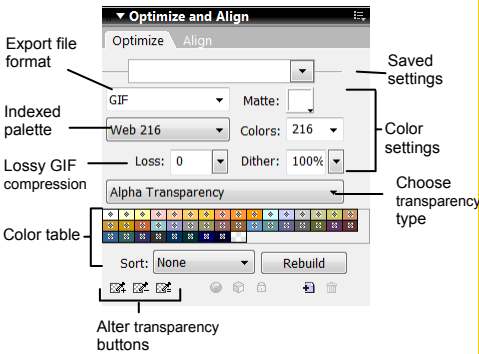 Optimize and Align
Optimize Align
Export file
format
Saved
settings
GIF
Matte:
Indexed
palette
Web 216
Colors: 216
Color
settings
Lossy GIF
compression
Loss: 0
Dither: 100%
Alpha Transparency
Choose
transparency
type
Color table
Sort: None
Rebuild
Alter transparency
buttons